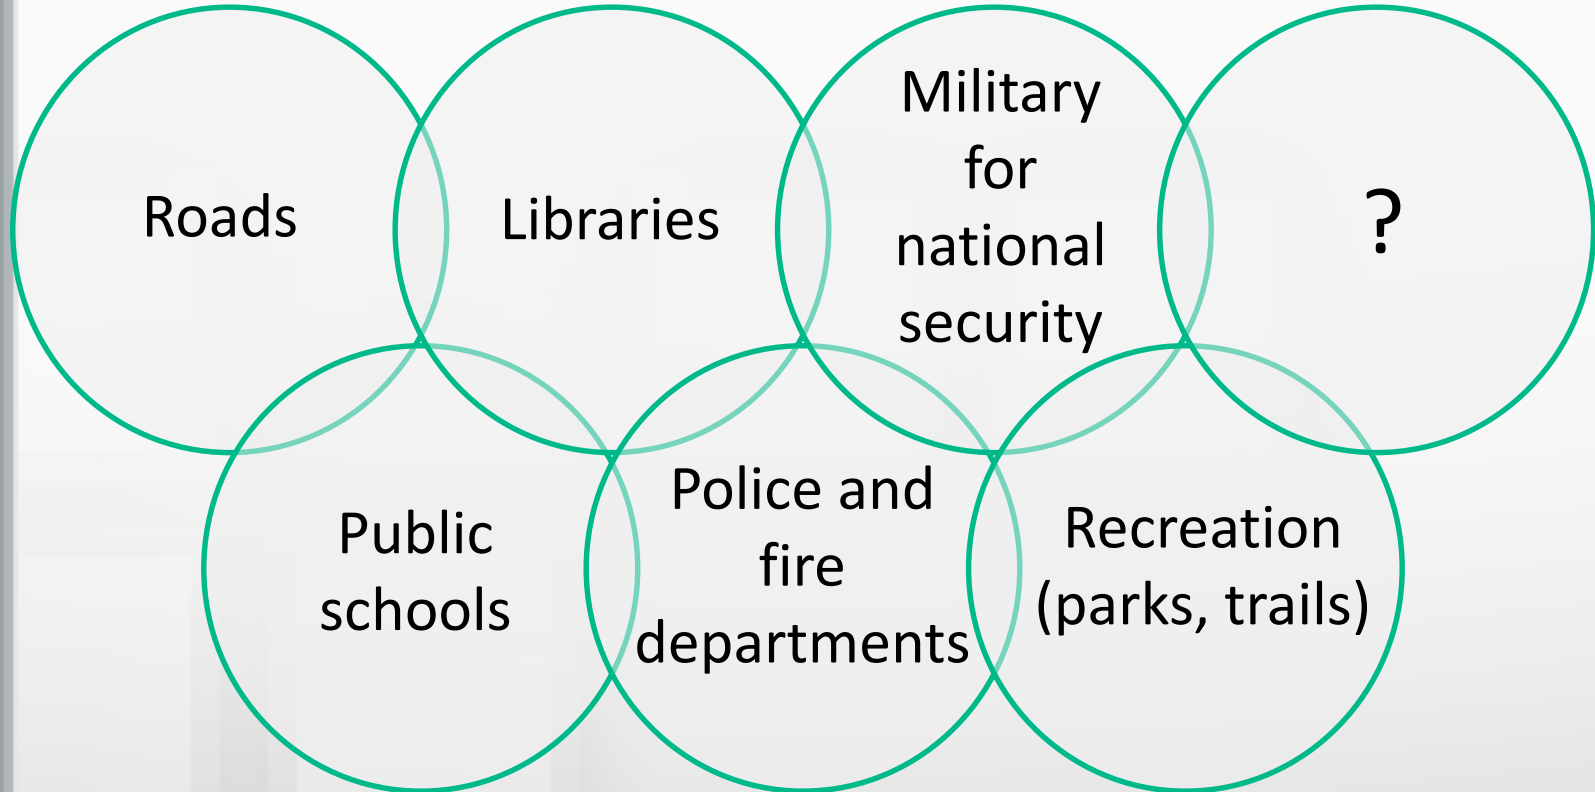 Roads
Libraries
Military
for
national
security
?
Public
schools
Police and
fire
departments
Recreation
(parks, trails)